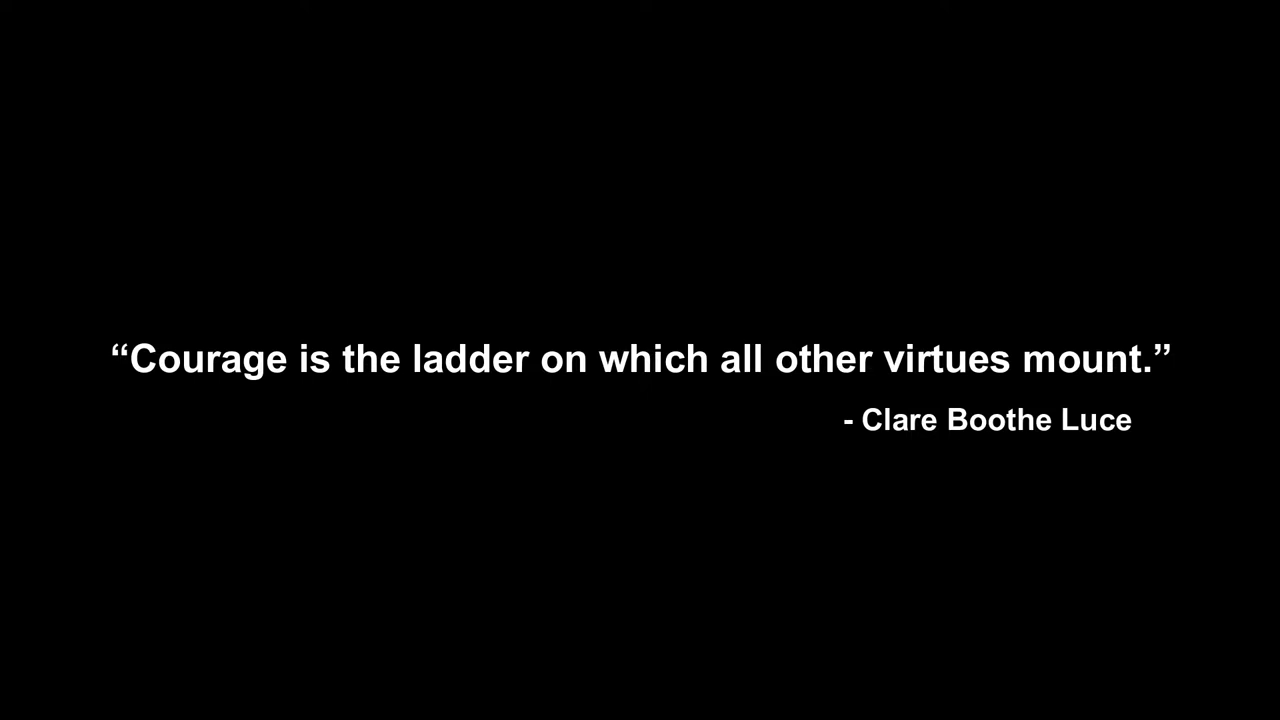 “Courage is the ladder on which all other virtues mount.”
- Clare Boothe Luce